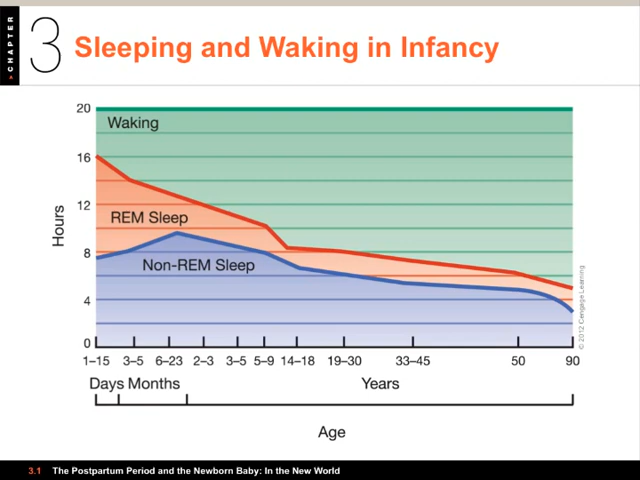 CHAPTER
3
Sleeping and Waking in Infancy
20
16
12
8
4
0
Hours
Waking
REM Sleep
Non-REM Sleep
© 2012 Cengage Learning
1–15 3–5 6–23 2–3 3–5 5–9 14–18 19–30 33–45 50 90
Days Months Years
Age
3.1 The Postpartum Period and the Newborn Baby: In the New World